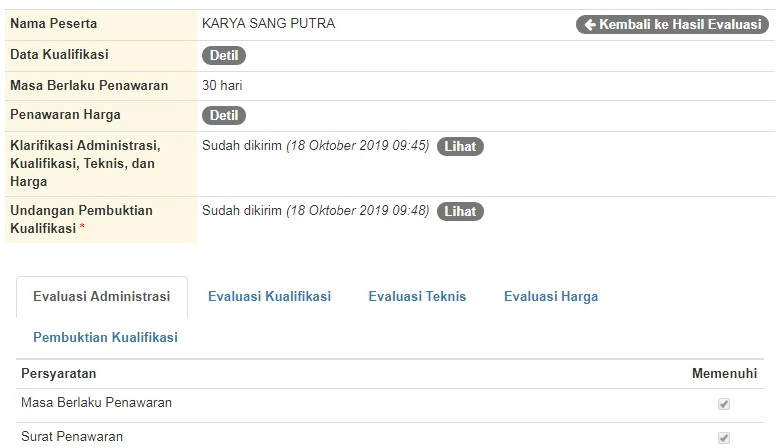 Nama Peserta KARYA SANG PUTRA Kembali ke Hasil Evaluasi
Data Kualifikasi Detil
Masa Berlaku Penawaran 30 hari
Penawaran Harga Detil
Klarifikasi Administrasi, Sudah dikirim (18 Oktober 2019 09:45) Lihat
Kualifikasi, Teknis, dan
Harga
Undangan Pembuktian Sudah dikirim (18 Oktober 2019 09:48) Lihat
Kualifikasi *
Evaluasi Administrasi Evaluasi Kualifikasi Evaluasi Teknis Evaluasi Harga
Pembuktian Kualifikasi
Persyaratan Memenuhi
Masa Berlaku Penawaran
Surat Penawaran